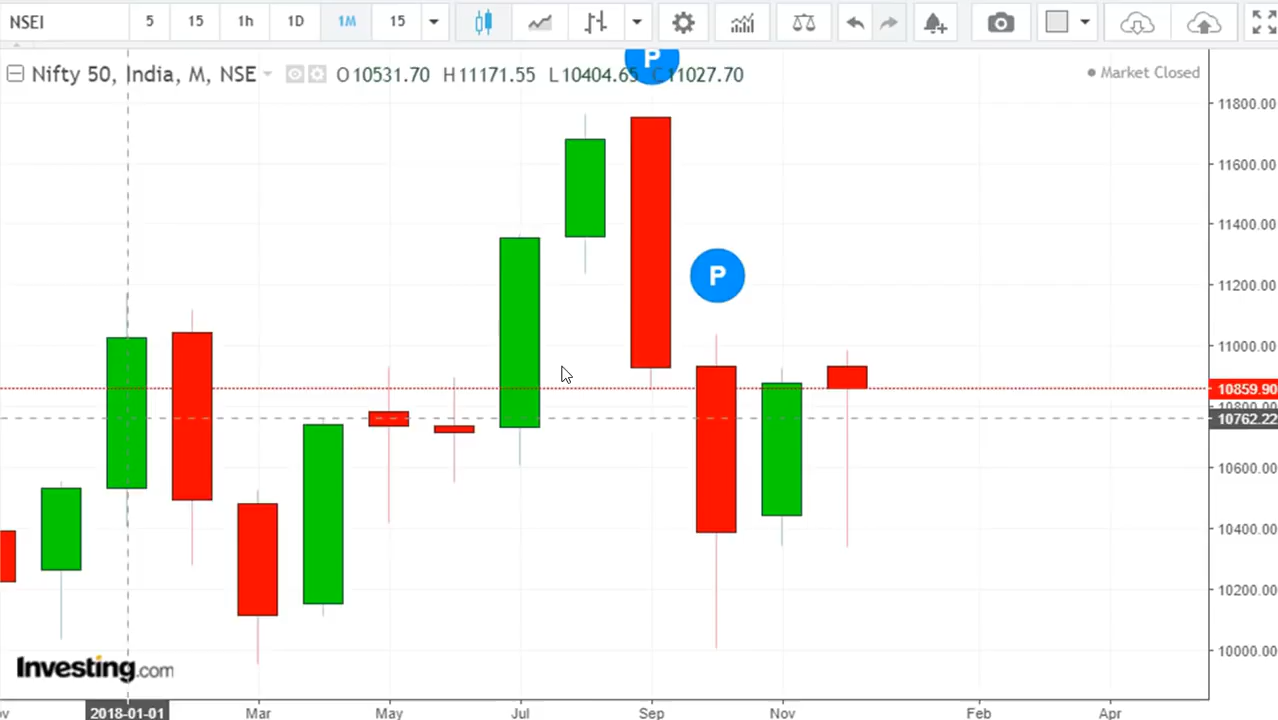 NSEI 5 15 1h 1D 1M 15
Nifty 50, India, M, NSE O10531.70 H11171.55 L10404.65 C11027.70 Market Closed
P
P
11800.00
11600.00
11400.00
11200.00
11000.00
10859.90
10800.00
10762.22
10600.00
10400.00
10200.00
10000.00
Investing.com
2018-01-01 Mar May Jul Sep Nov Feb Apr